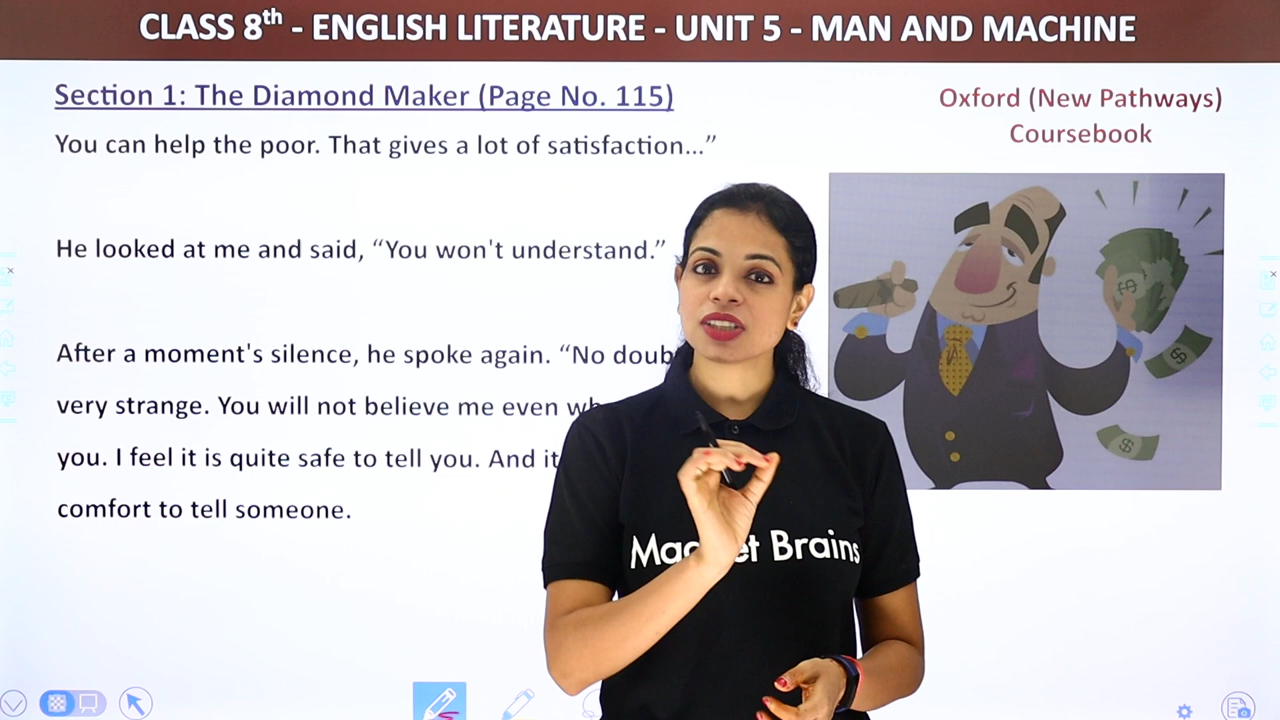 CLASS 8th - ENGLISH LITERATURE - UNIT 5 - MAN AND MACHINE
Section 1: The Diamond Maker (Page No. 115)
Oxford (New Pathways)
Coursebook
You can help the poor. That gives a lot of satisfaction...”
He looked at me and said, “You won't understand.”
After a moment's silence, he spoke again. “No
very strange. You will not believe me even
you. I feel it is quite safe to tell you. And it
comfort to tell someone.
Brains
$
$
$